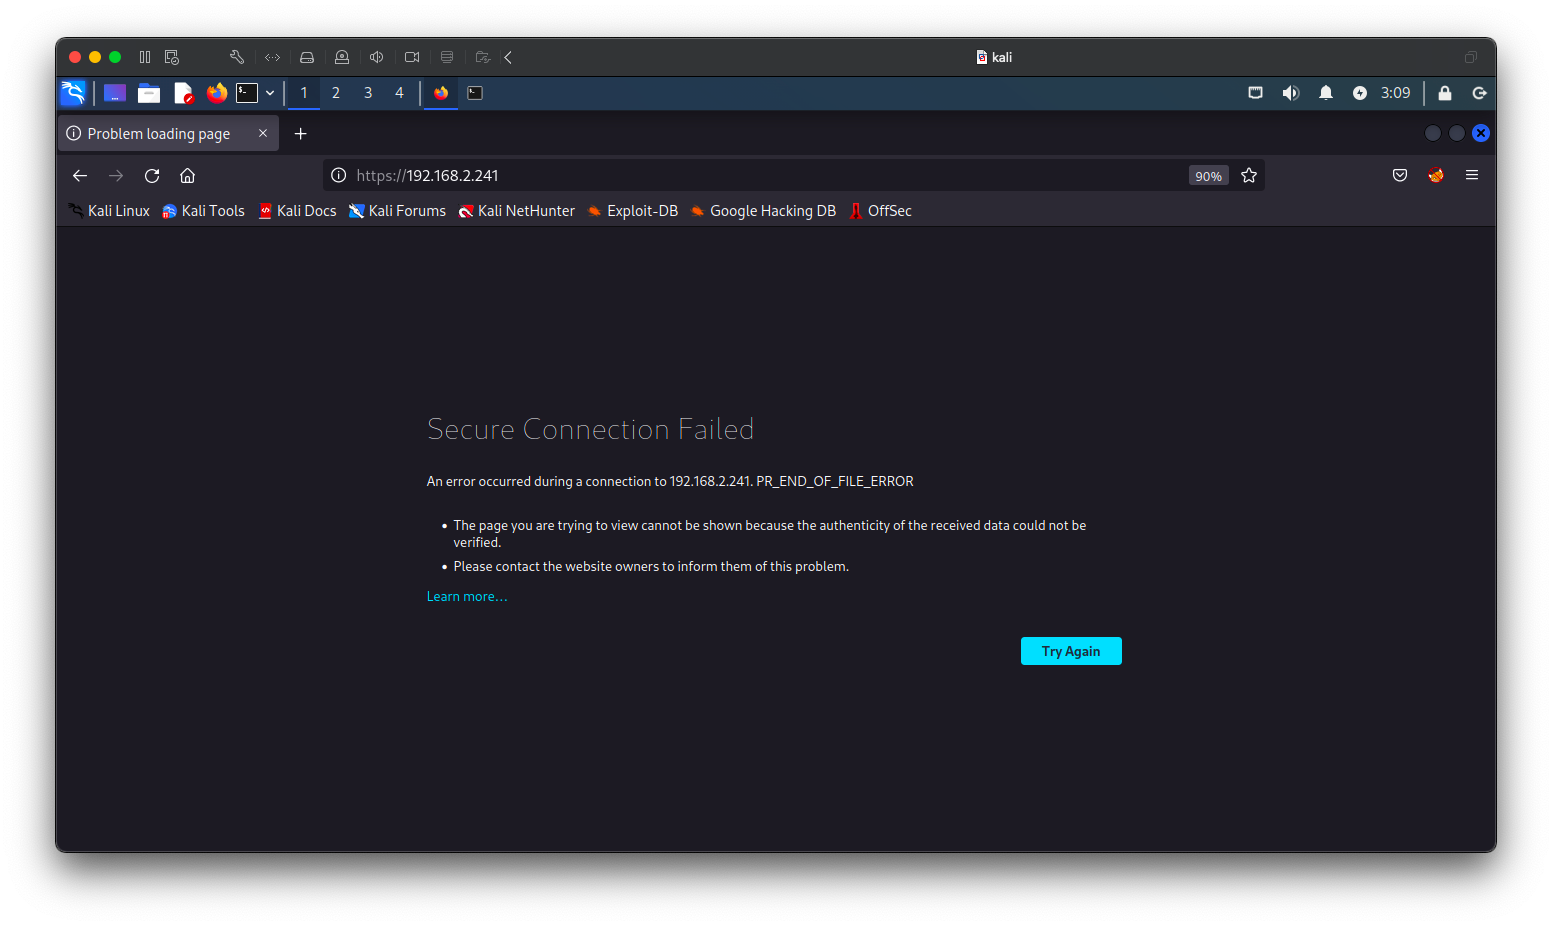 kali
1 2 3 4 3:09
Problem loading page
https://192.168.2.241 90%
Kali Linux Kali Tools Kali Docs Kali Forums Kali NetHunter Exploit-DB Google Hacking DB OffSec
Secure Connection Failed
An error occurred during a connection to 192.168.2.241. PR_END_OF_FILE_ERROR
The page you are trying to view cannot be shown because the authenticity of the received data could not be
verified.
Please contact the website owners to inform them of this problem.
Learn more…
Try Again